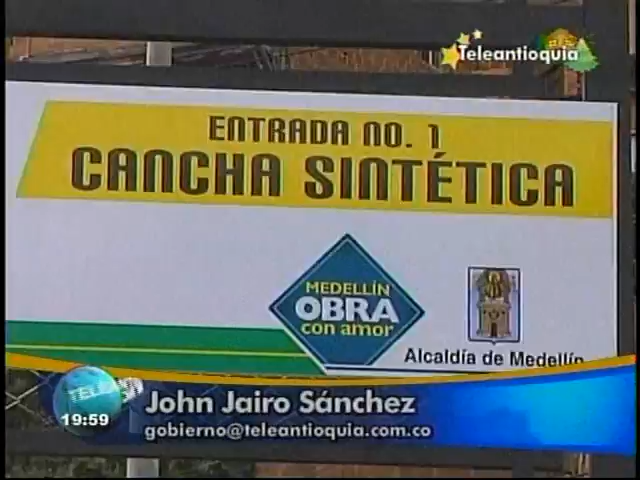 Teleantioquia
ENTRADA NO. 1
CANCHA SINTÉTICA
MEDELLÍN
OBRA
con amor
Alcaldía de Medellín
TELE
19:59
John Jairo Sánchez
gobierno@teleantioquia.com.co